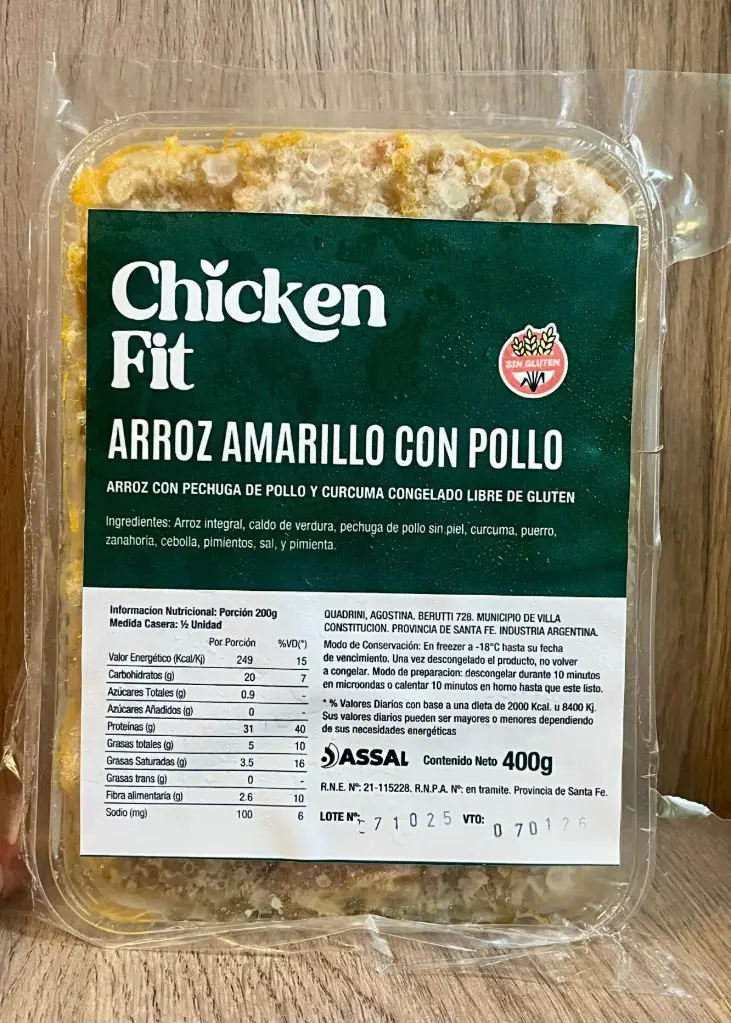 Chicken
Fit
SIN GLUTEN
ARROZ AMARILLO CON POLLO
ARROZ CON PECHUGA DE POLLO Y CURCUMA CONGELADO LIBRE DE GLUTEN
Ingredientes: Arroz integral, caldo de verdura, pechuga de pollo sin piel, curcuma, puerro,
zanahoria, cebolla, pimientos, sal, y pimienta.
Informacion Nutricional: Porción 200g
Medida Casera: ½ Unidad
Por Porción %VD(*)
Valor Energético (Kcal/Kj) 249 15
Carbohidratos (g) 20 7
Azúcares Totales (g) 0.9 -
Azúcares Añadidos (g) 0 -
Proteínas (g) 31 40
Grasas totales (g) 5 10
Grasas Saturadas (g) 3.5 16
Grasas trans (g) 0 -
Fibra alimentaría (g) 2.6 10
Sodio (mg) 100 6
QUADRINI, AGOSTINA. BERUTTI 728. MUNICIPIO DE VILLA
CONSTITUCION. PROVINCIA DE SANTA FE. INDUSTRIA ARGENTINA.
Modo de Conservación: En freezer a -18°C hasta su fecha
de vencimiento. Una vez descongelado el producto, no volver
a congelar. Modo de preparacion: descongelar durante 10 minutos
en microondas o calentar 10 minutos en horno hasta que este listo.
* % Valores Diarios con base a una dieta de 2000 Kcal. u 8400 Kj.
Sus valores diarios pueden ser mayores o menores dependiendo
de sus necesidades energéticas
ASSAL Contenido Neto 400g
R.N.E. Nº: 21-115228. R.N.P.A. Nº: en tramite. Provincia de Santa Fe.
LOTE Nº: 71025 VTO: 070126